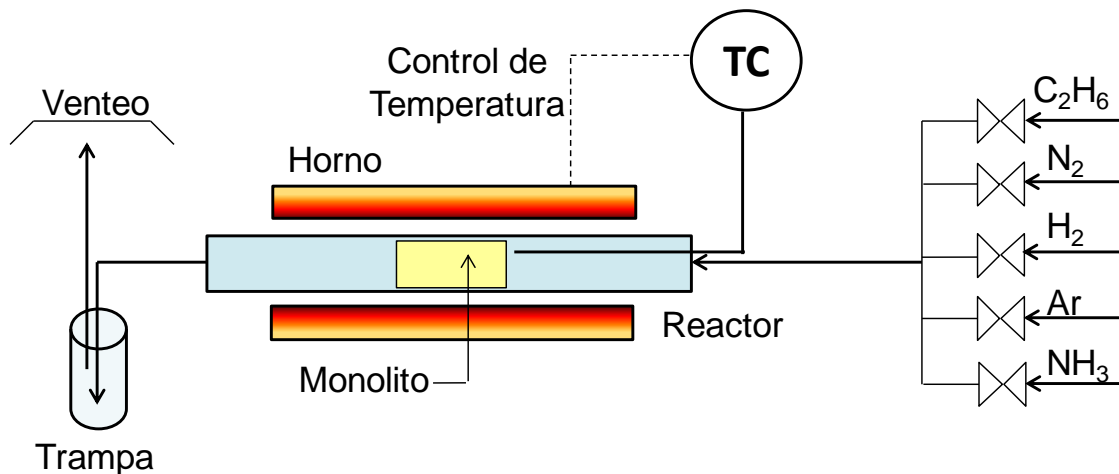 Control de
Temperatura
TC
Venteo
Horno
C₂H₆
N₂
H₂
Ar
NH₃
Reactor
Monolito
Trampa